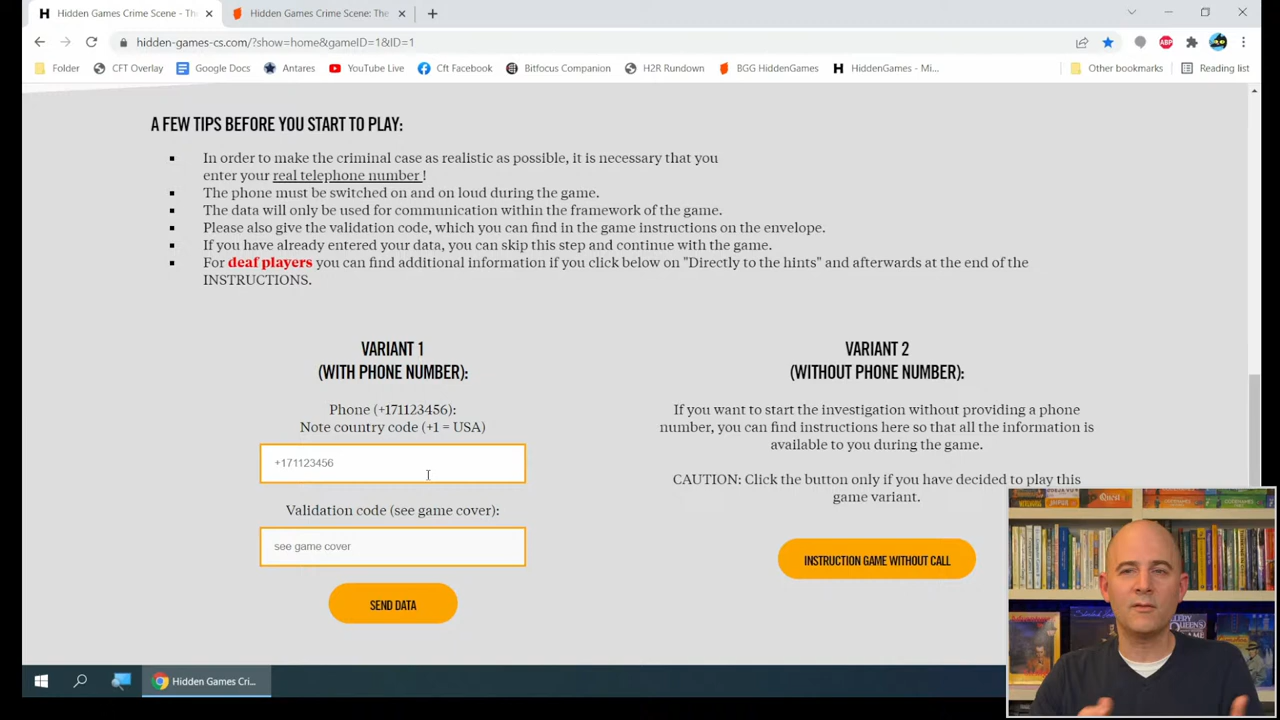 Hidden Games Crime Scene - Th
Hidden Games Crime Scene: The
hidden-games-cs.com/?show=home&gameID=1&ID=1
ABP
Folder
CFT Overlay
Google Docs
Antares
YouTube Live
Cft Facebook
Bitfocus Companion
H2R Rundown
BGG HiddenGames
HiddenGames - Mi...
Other bookmarks
Reading list
A FEW TIPS BEFORE YOU START TO PLAY:
In order to make the criminal case as realistic as possible, it is necessary that you
enter your real telephone number !
The phone must be switched on and on loud during the game.
The data will only be used for communication within the framework of the game.
Please also give the validation code, which you can find in the game instructions on the envelope.
If you have already entered your data, you can skip this step and continue with the game.
For deaf players you can find additional information if you click below on "Directly to the hints" and afterwards at the end of the
INSTRUCTIONS.
VARIANT 1
(WITH PHONE NUMBER):
Phone (+171123456):
Note country code (+1 = USA)
+171123456
Validation code (see game cover):
see game cover
SEND DATA
VARIANT 2
(WITHOUT PHONE NUMBER):
If you want to start the investigation without providing a phone
number, you can find instructions here so that all the information is
available to you during the game.
CAUTION: Click the button only if you have decided to play this
game variant.
INSTRUCTION GAME WITHOUT CALL
Hidden Games Cri...